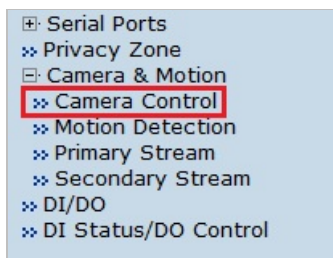 Serial Ports
Privacy Zone
Camera & Motion
Camera Control
Motion Detection
Primary Stream
Secondary Stream
DI/DO
DI Status/DO Control